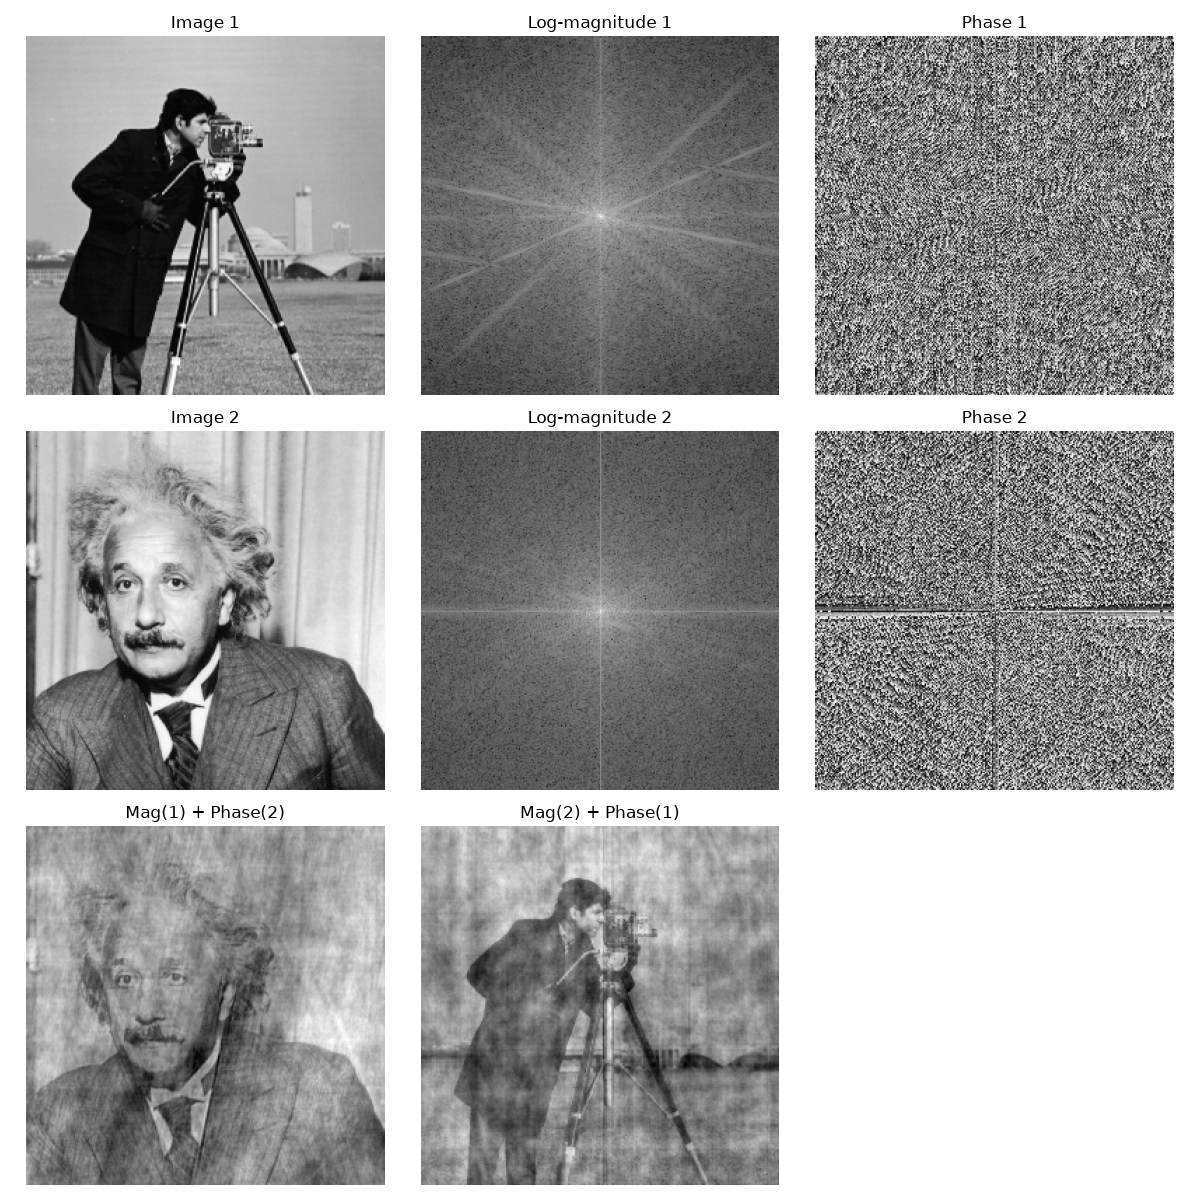 Image 1
Log-magnitude 1
Phase 1
Image 2
Log-magnitude 2
Phase 2
Mag(1) + Phase(2)
Mag(2) + Phase(1)